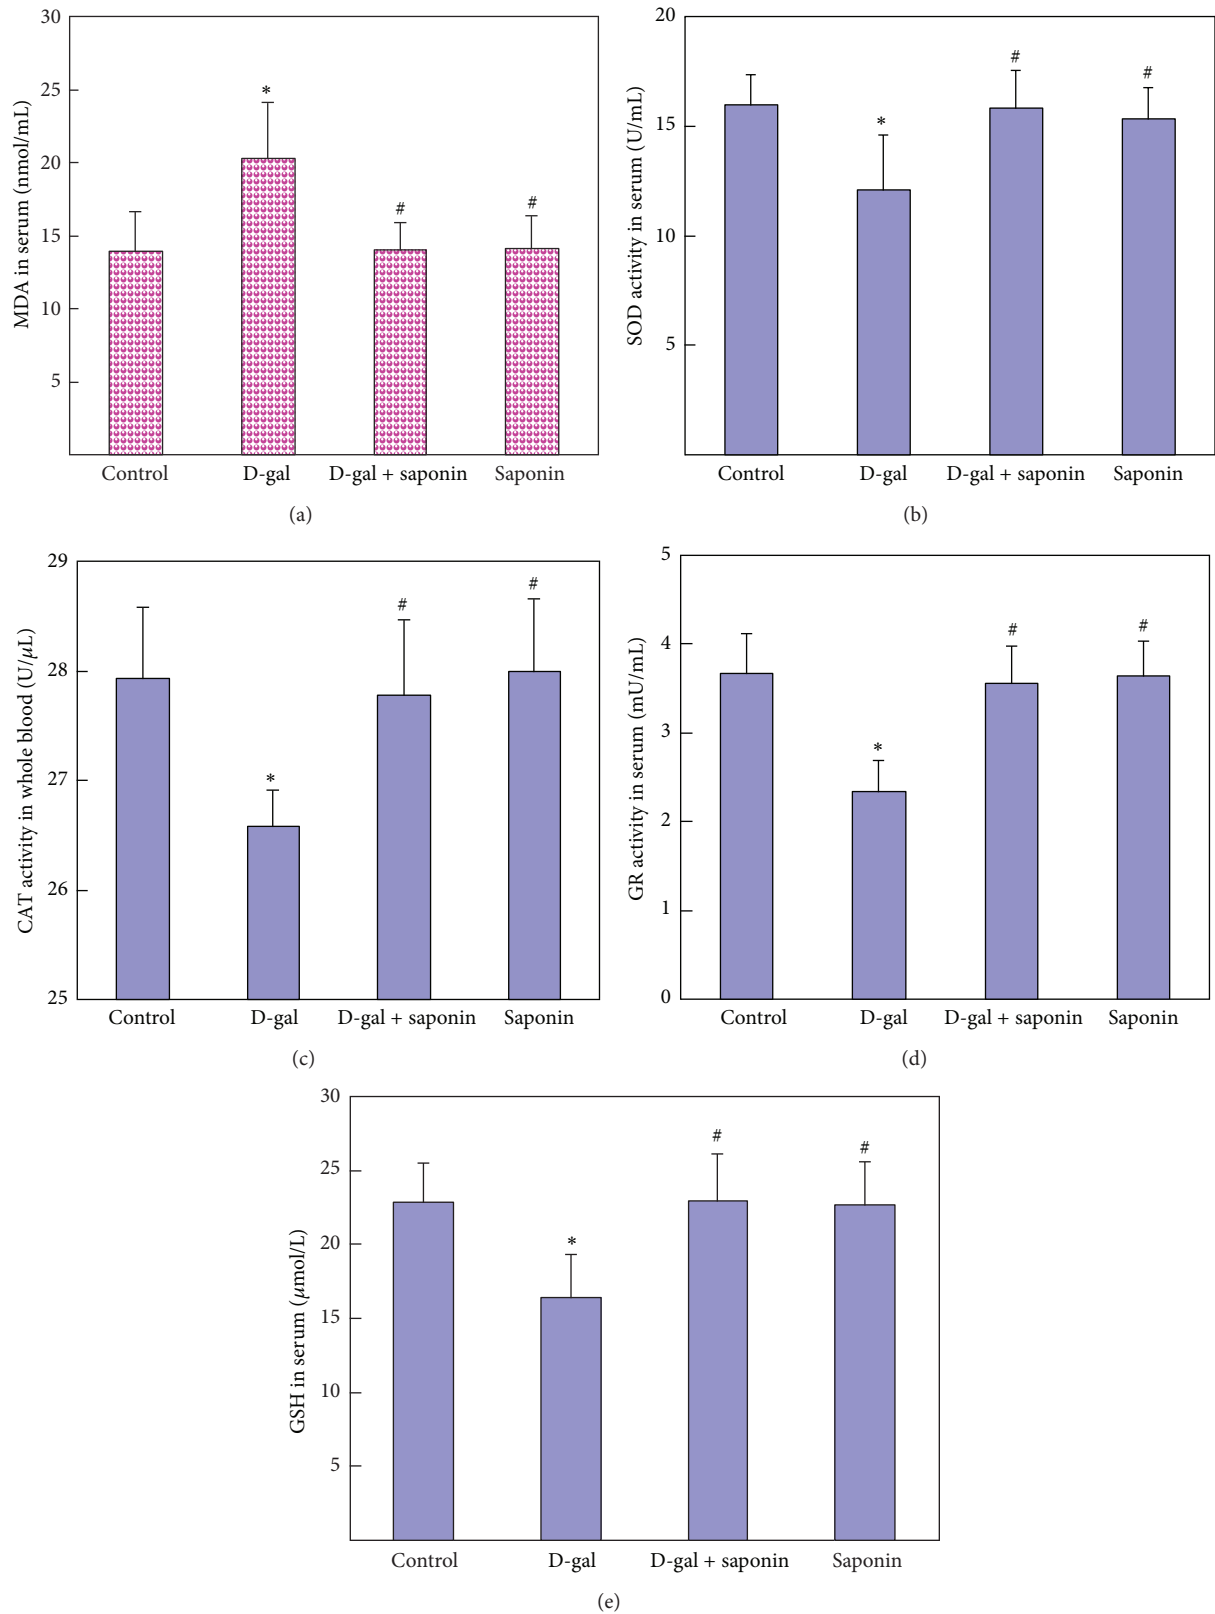 MDA in serum (nmol/mL)
30
25
20
15
10
5
*
#
#
Control D-gal D-gal + saponin Saponin
(a)
SOD activity in serum (U/mL)
20
15
10
5
*
#
#
Control D-gal D-gal + saponin Saponin
(b)
CAT activity in whole blood (U/μL)
29
28
27
26
25
*
#
#
Control D-gal D-gal + saponin Saponin
(c)
GR activity in serum (mU/mL)
5
4
3
2
1
0
*
#
#
Control D-gal D-gal + saponin Saponin
(d)
GSH in serum (μmol/L)
30
25
20
15
10
5
*
#
#
Control D-gal D-gal + saponin Saponin
(e)